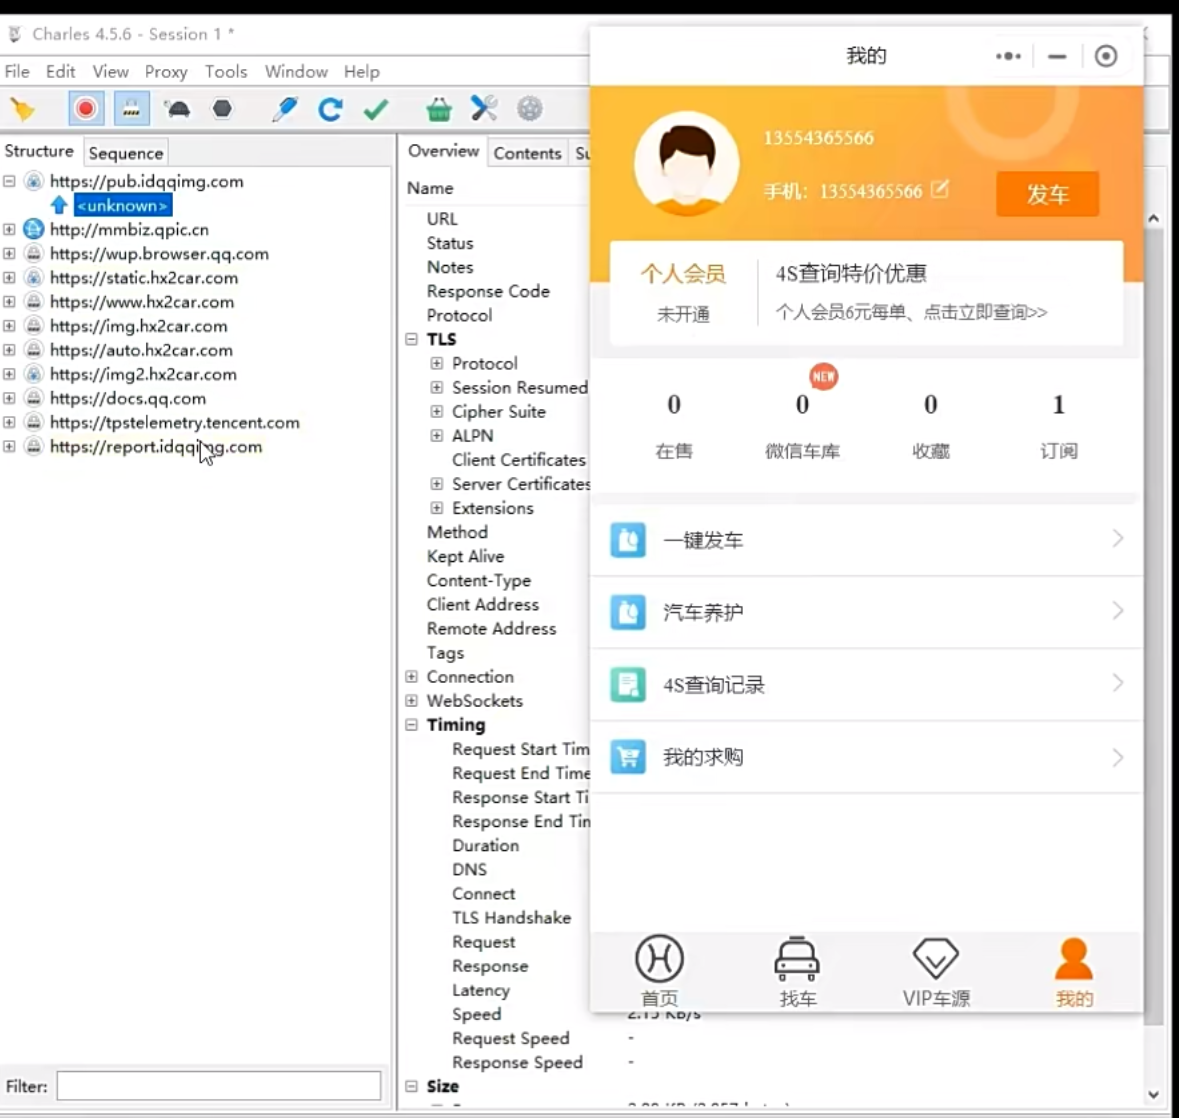 Charles 4.5.6 - Session 1 *
File Edit View Proxy Tools Window Help
Structure Sequence
https://pub.idqqimg.com
<unknown>
http://mmbiz.qpic.cn
https://wup.browser.qq.com
https://static.hx2car.com
https://www.hx2car.com
https://img.hx2car.com
https://auto.hx2car.com
https://img2.hx2car.com
https://docs.qq.com
https://tpstelemetry.tencent.com
https://report.idqqimg.com
Filter:
Overview Contents Su
Name
URL
Status
Notes
Response Code
Protocol
TLS
Protocol
Session Resumed
Cipher Suite
ALPN
Client Certificates
Server Certificates
Extensions
Method
Kept Alive
Content-Type
Client Address
Remote Address
Tags
Connection
WebSockets
Timing
Request Start Tim
Request End Time
Response Start Ti
Response End Tim
Duration
DNS
Connect
TLS Handshake
Request
Response
Latency
Speed 2.15 KB/s
Request Speed -
Response Speed -
Size
我的
13554365566
手机：13554365566
发车
个人会员
未开通
4S查询特价优惠
个人会员6元每单、点击立即查询>>
NEW
0 0 0 1
在售 微信车库 收藏 订阅
一键发车
汽车养护
4S查询记录
我的求购
首页 找车 VIP车源 我的